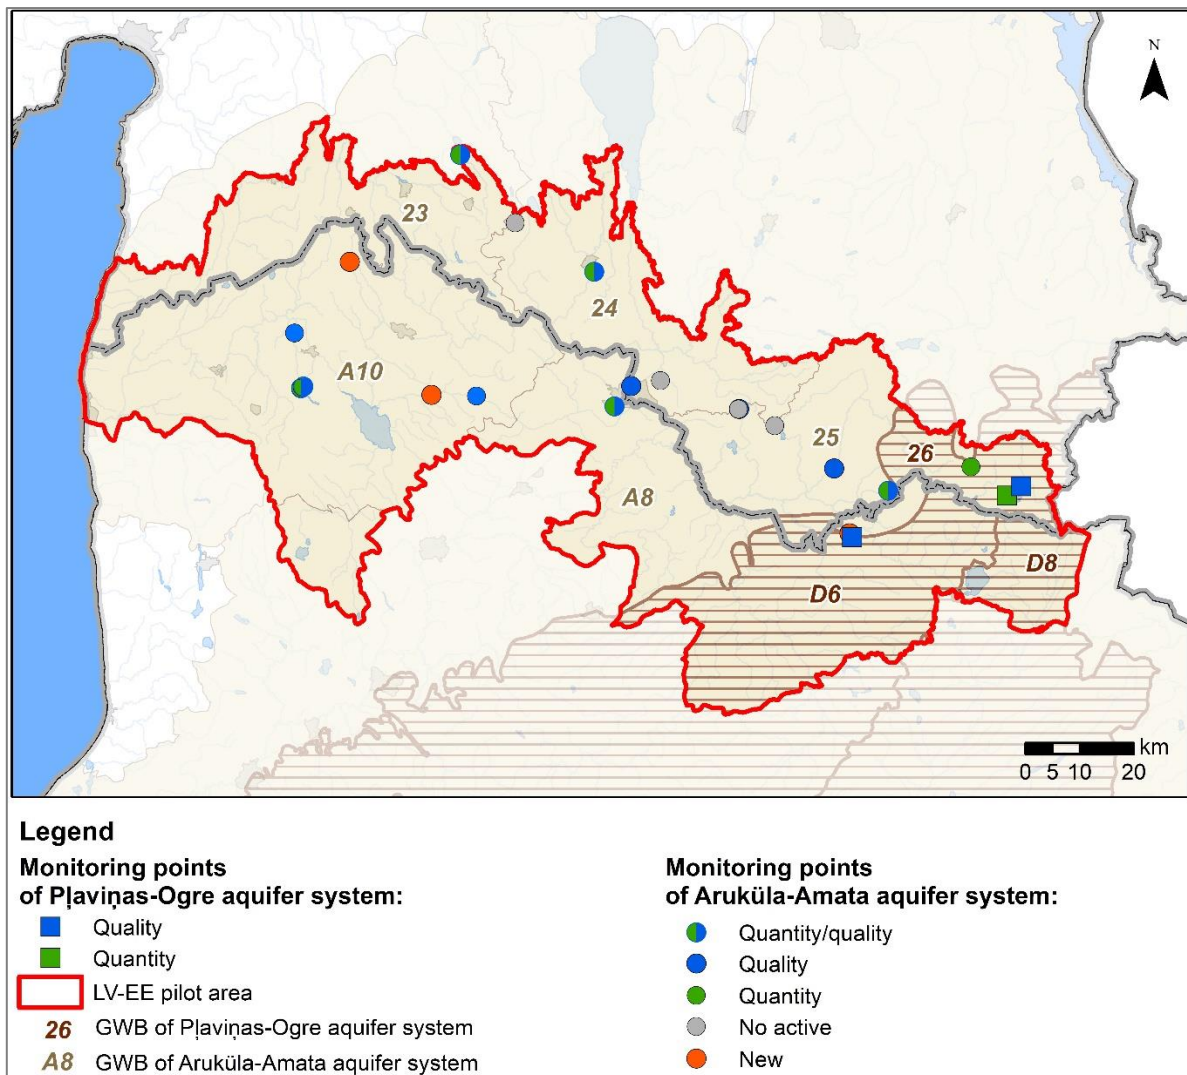 N
23
24
A10
25
26
A8
D8
D6
km
0 5 10 20
Legend
Monitoring points
of Pļaviņas-Ogre aquifer system:
Quality
Quantity
LV-EE pilot area
26 GWB of Pļaviņas-Ogre aquifer system
A8 GWB of Aruküla-Amata aquifer system
Monitoring points
of Aruküla-Amata aquifer system:
Quantity/quality
Quality
Quantity
No active
New